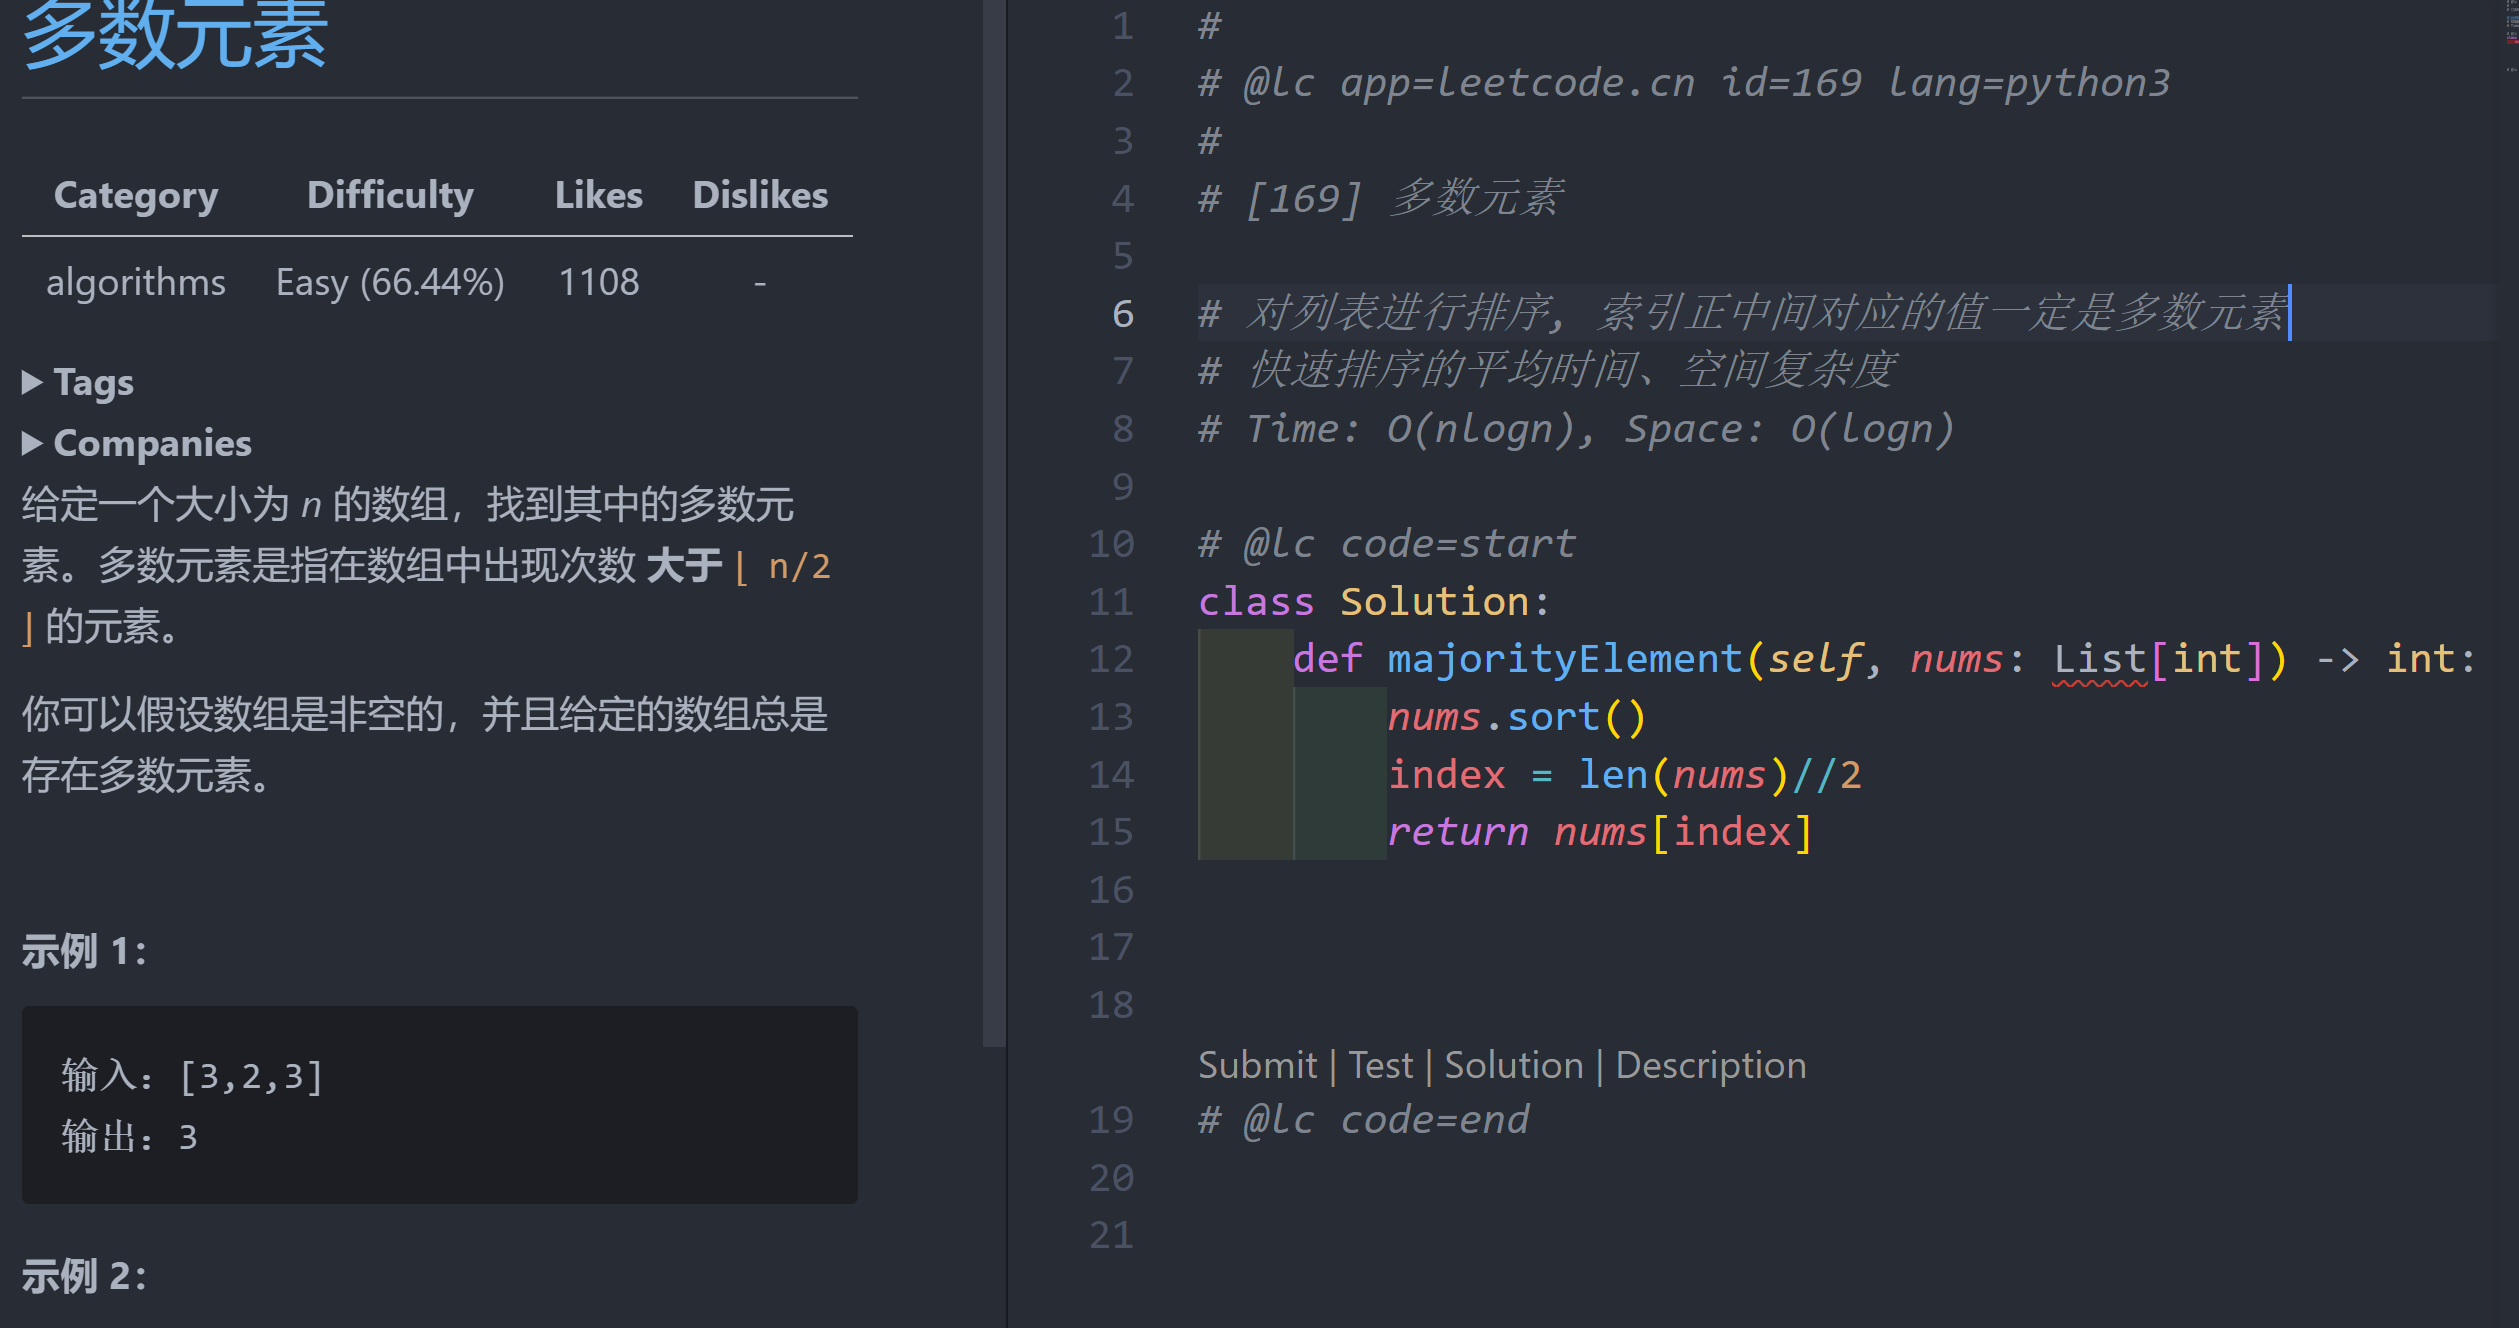 多数元素
Category Difficulty Likes Dislikes
algorithms Easy (66.44%) 1108 -
▶ Tags
▶ Companies
给定一个大小为 n 的数组，找到其中的多数元
素。多数元素是指在数组中出现次数 大于 ⌊ n/2
⌋ 的元素。
你可以假设数组是非空的，并且给定的数组总是
存在多数元素。
示例 1：
输入：[3,2,3]
输出：3
示例 2：
1 #
2 # @lc app=leetcode.cn id=169 lang=python3
3 #
4 # [169] 多数元素
5
6 # 对列表进行排序, 索引正中间对应的值一定是多数元素
7 # 快速排序的平均时间、空间复杂度
8 # Time: O(nlogn), Space: O(logn)
9
10 # @lc code=start
11 class Solution:
12     def majorityElement(self, nums: List[int]) -> int:
13         nums.sort()
14         index = len(nums)//2
15         return nums[index]
16
17
18
Submit | Test | Solution | Description
19 # @lc code=end
20
21